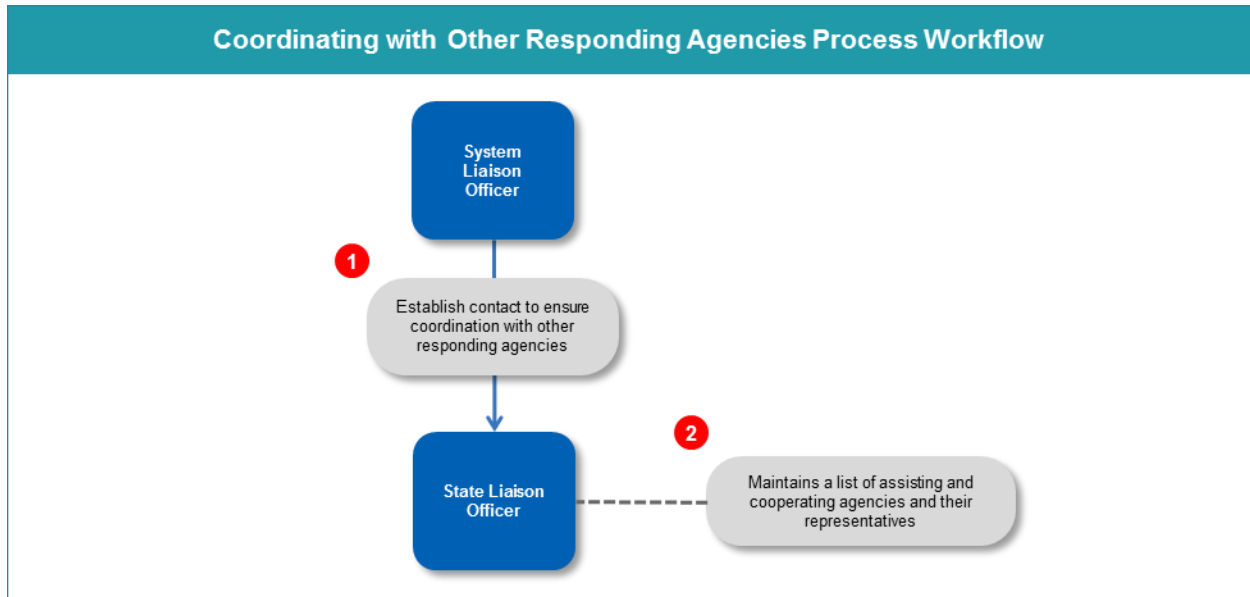 Coordinating with Other Responding Agencies Process Workflow
System
Liaison
Officer
1
Establish contact to ensure
coordination with other
responding agencies
2
State Liaison
Officer
Maintains a list of assisting and
cooperating agencies and their
representatives